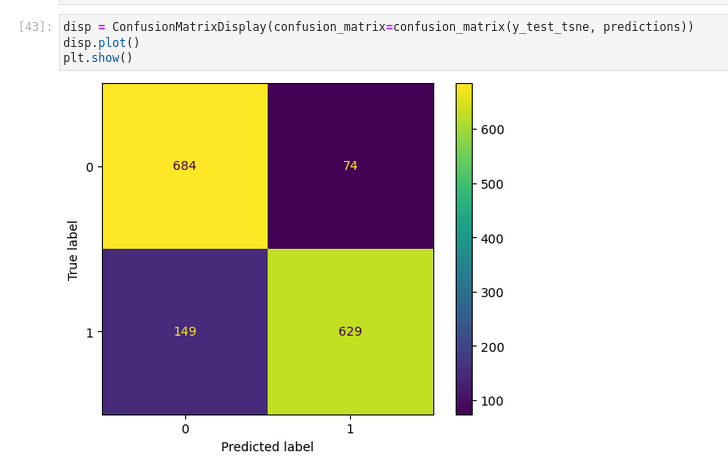 [43]: disp = ConfusionMatrixDisplay(confusion_matrix=confusion_matrix(y_test_tsne, predictions))
disp.plot()
plt.show()
0
684
74
600
500
400
True label
300
1
149
629
200
100
0
1
Predicted label